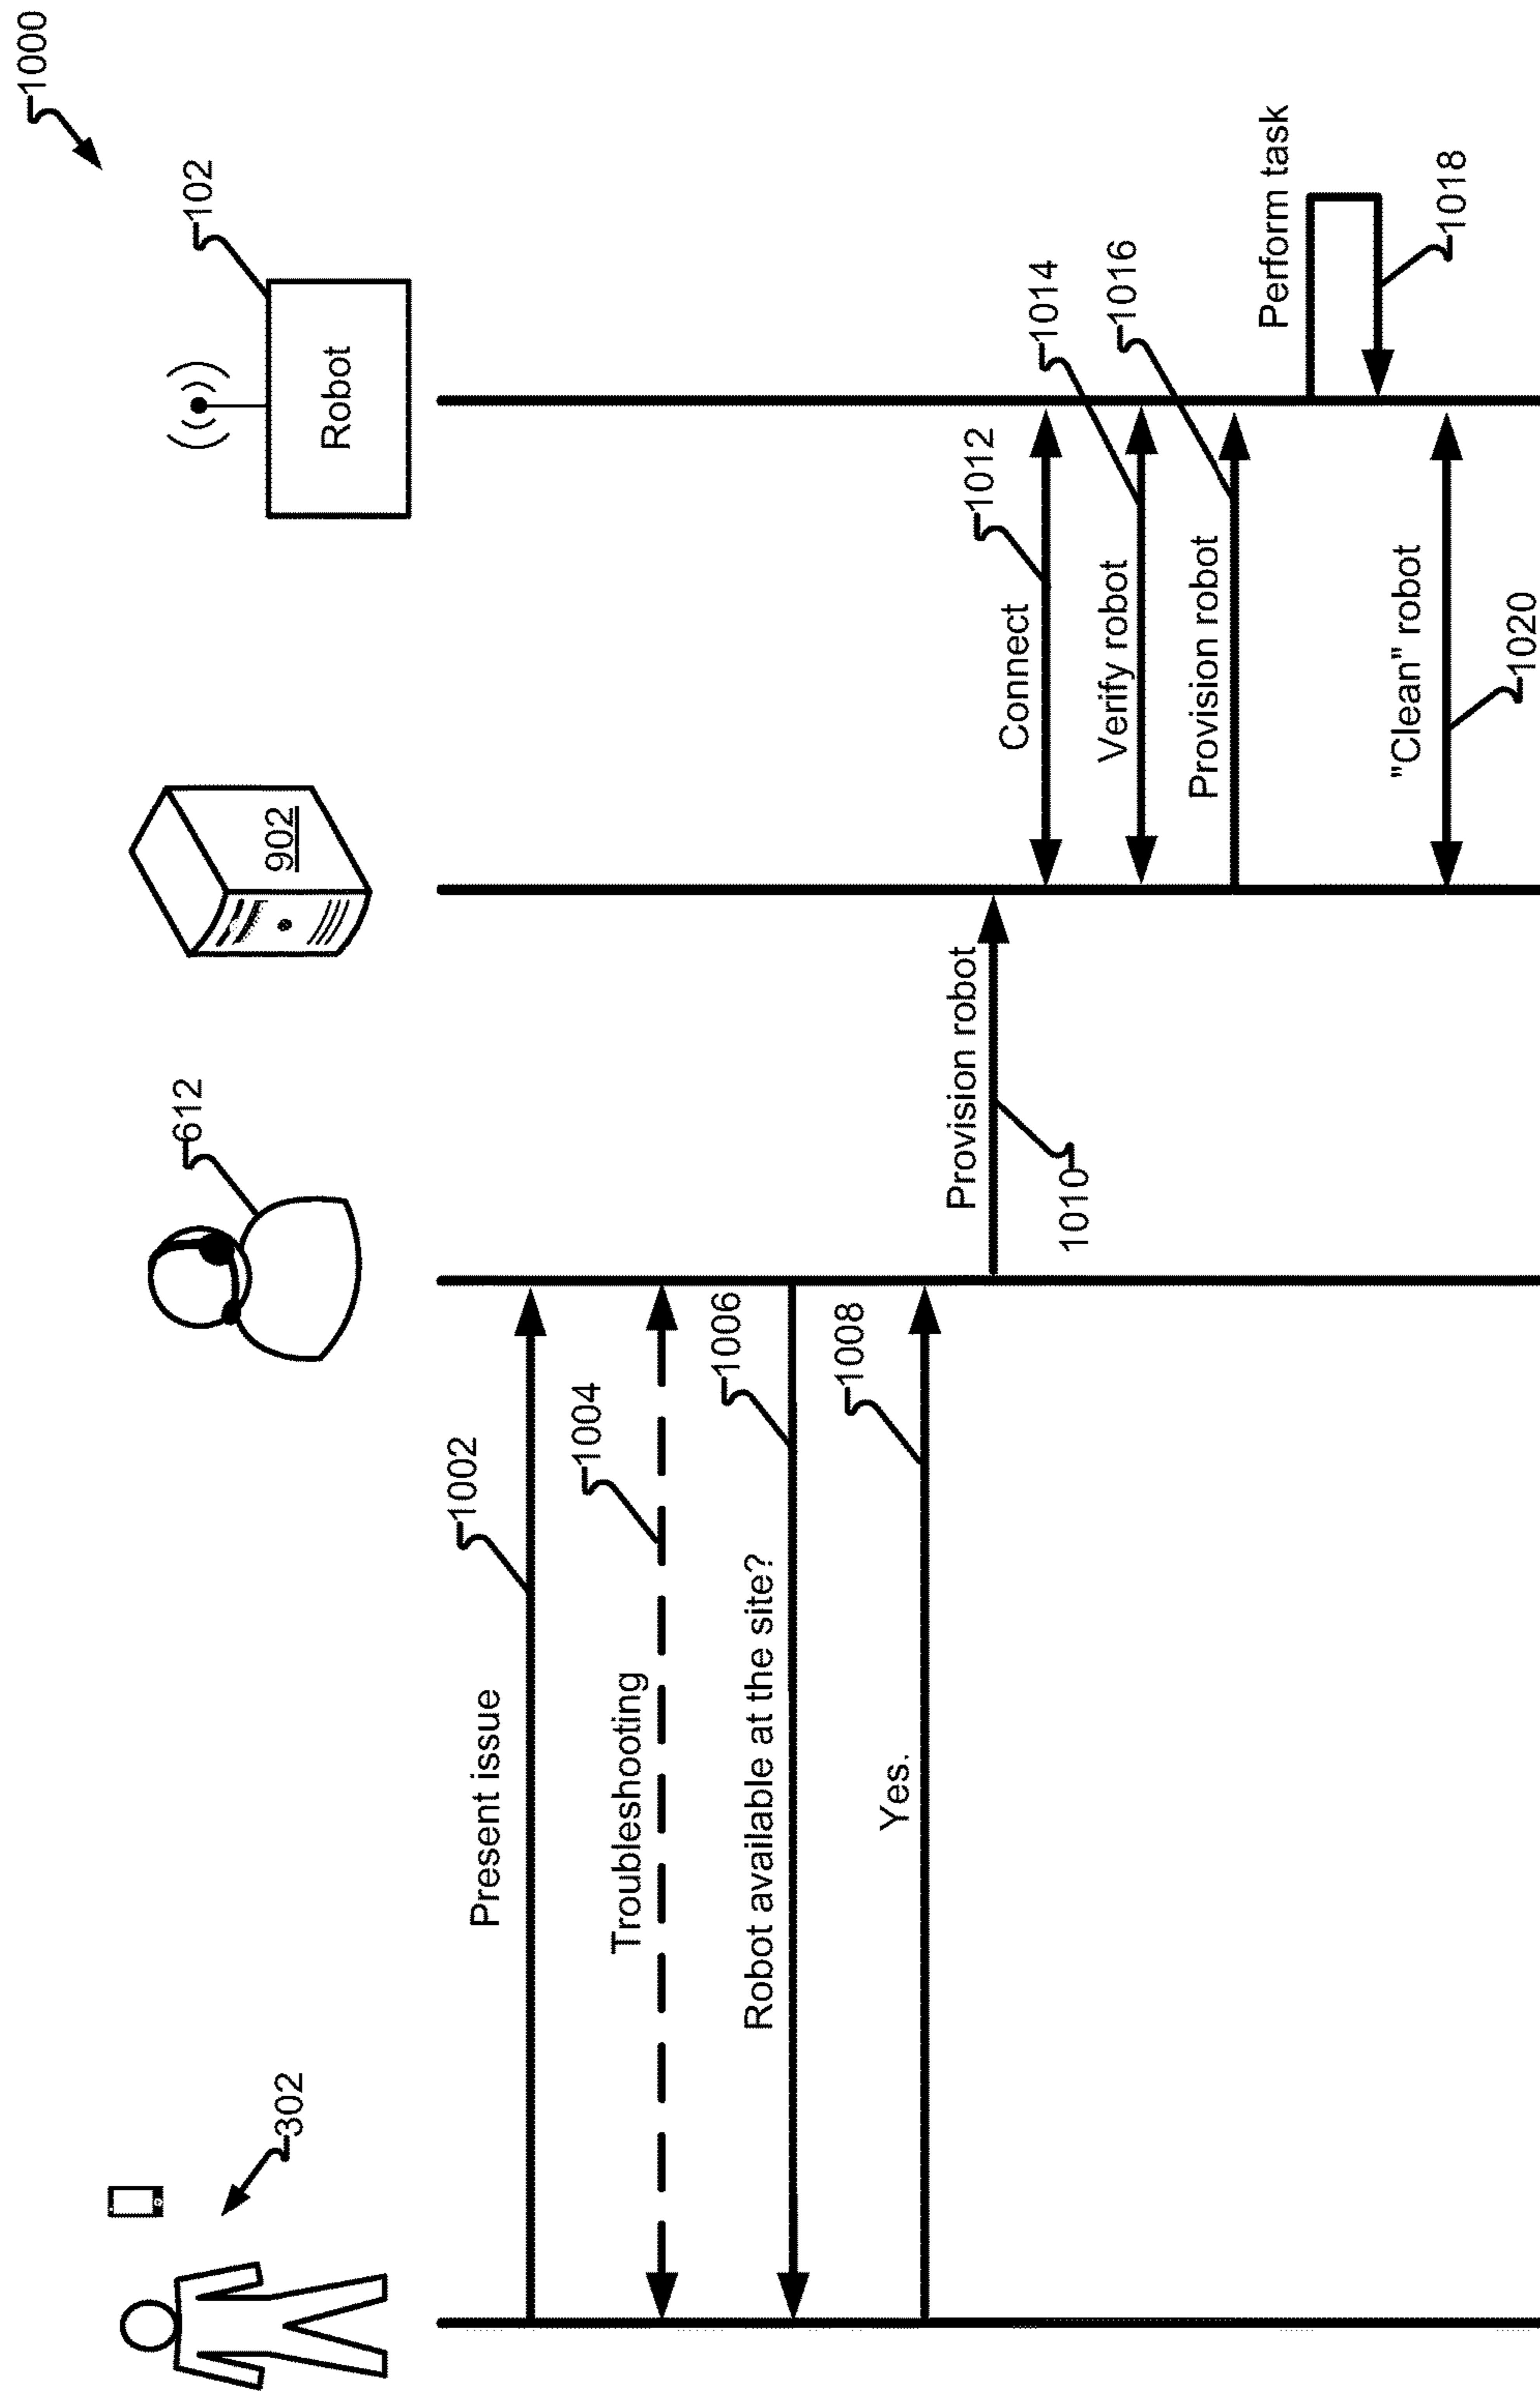 1000
302
612
902
Robot
102
Present issue
1002
Troubleshooting
1004
Robot available at the site?
1006
Yes.
1008
Provision robot
1010
Connect
1012
Verify robot
1014
Provision robot
1016
Perform task
1018
"Clean" robot
1020